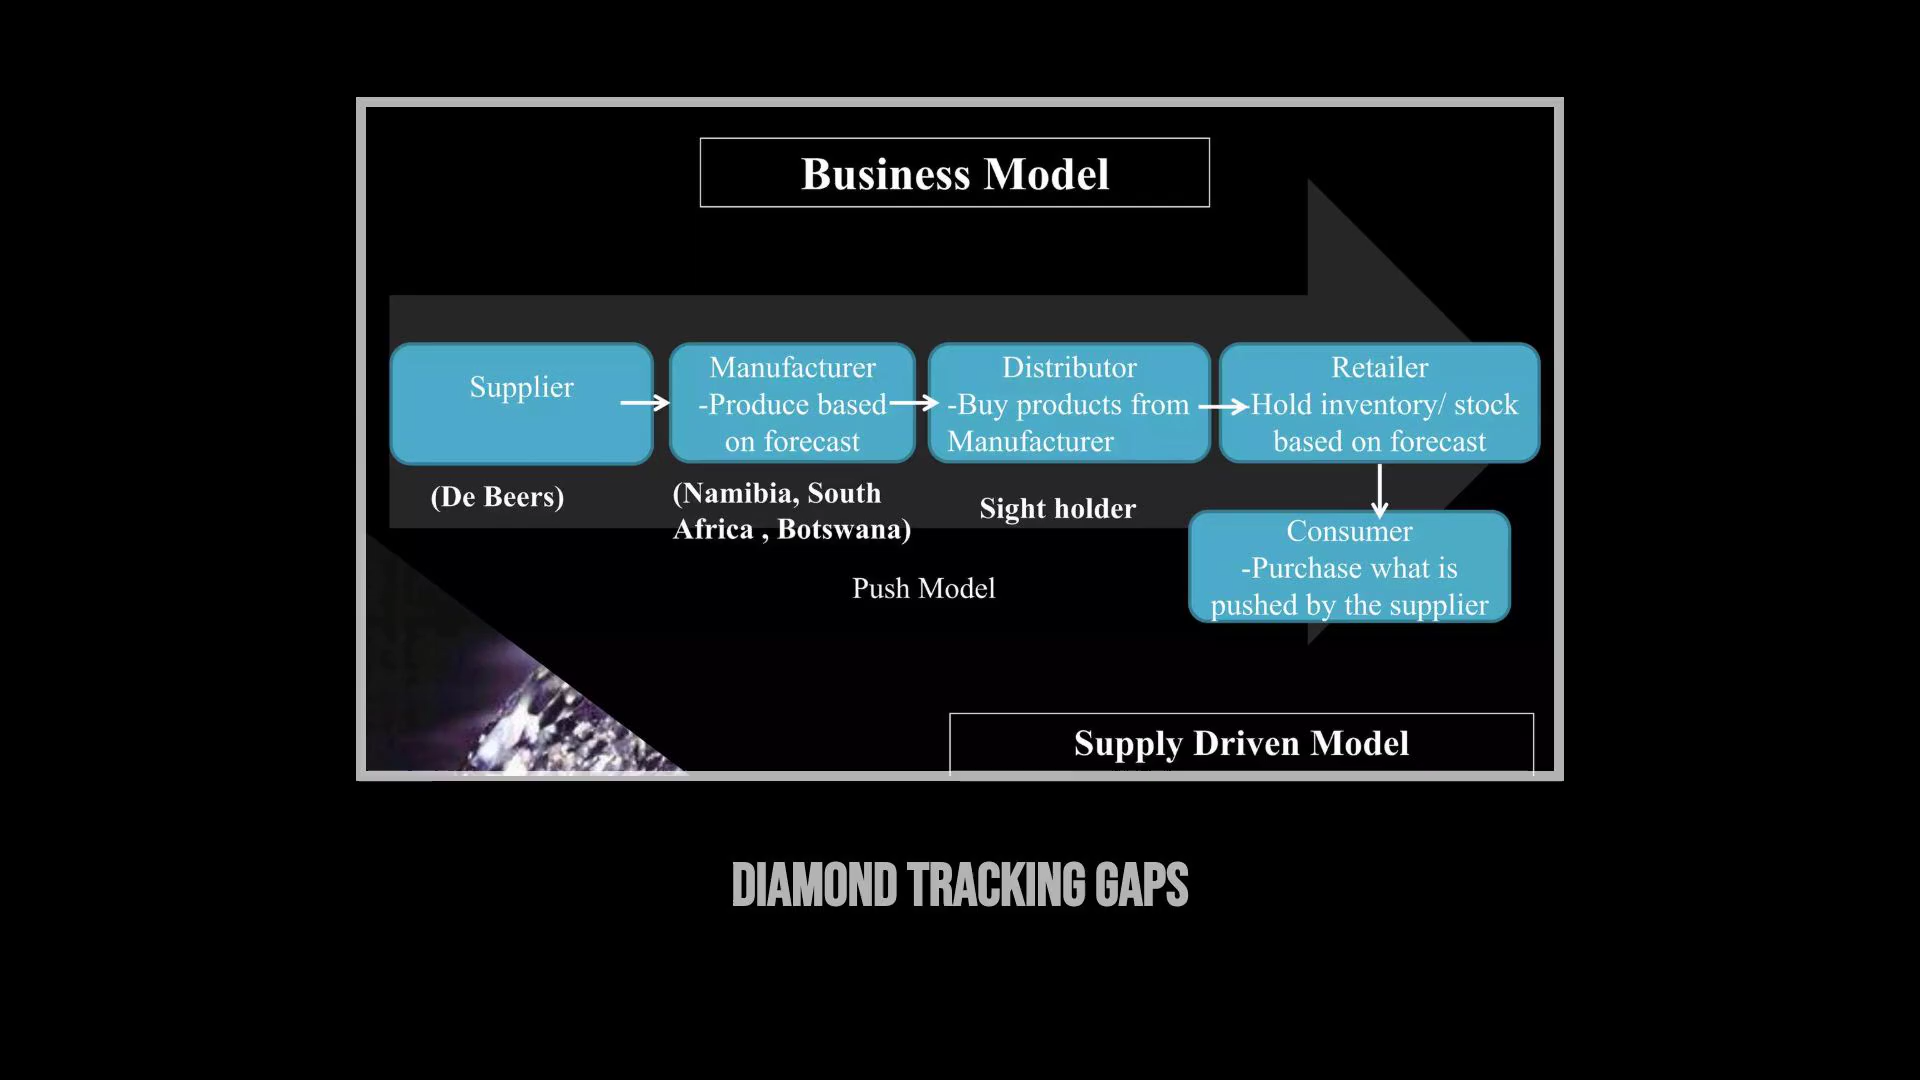 Business Model
Supplier
Manufacturer
-Produce based
on forecast
Distributor
-Buy products from
Manufacturer
Retailer
Hold inventory/ stock
based on forecast
(De Beers)
(Namibia, South
Africa , Botswana)
Sight holder
Consumer
-Purchase what is
pushed by the supplier
Push Model
Supply Driven Model
DIAMOND TRACKING GAPS